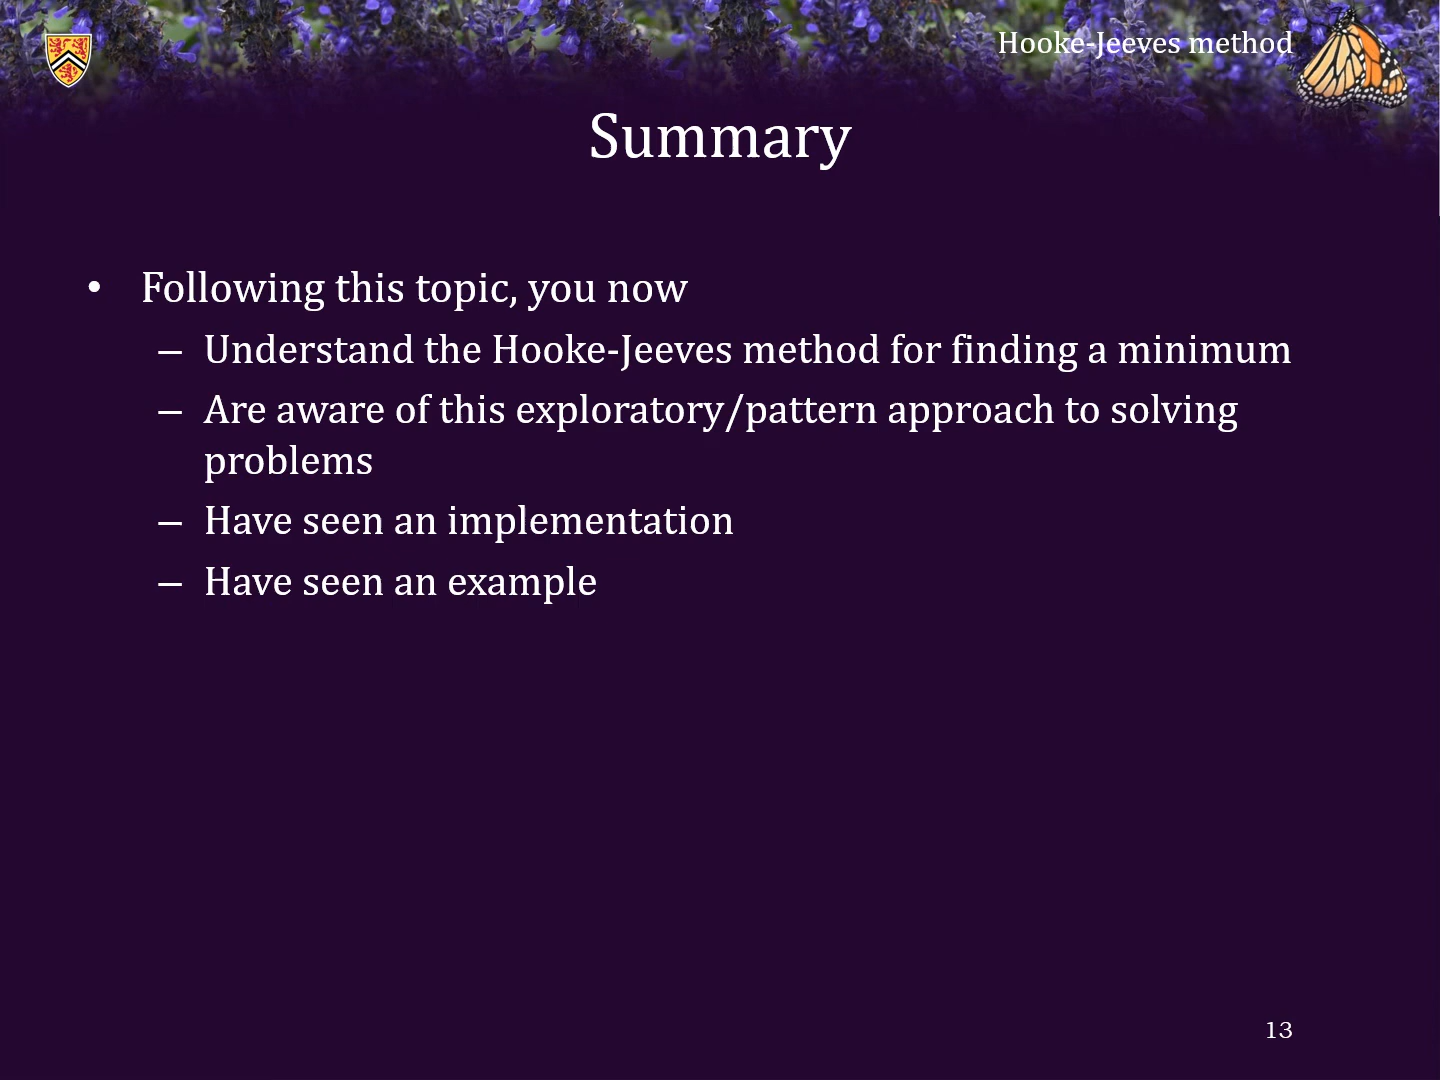 Hooke-Jeeves method
Summary
• Following this topic, you now
– Understand the Hooke-Jeeves method for finding a minimum
– Are aware of this exploratory/pattern approach to solving
problems
– Have seen an implementation
– Have seen an example
13